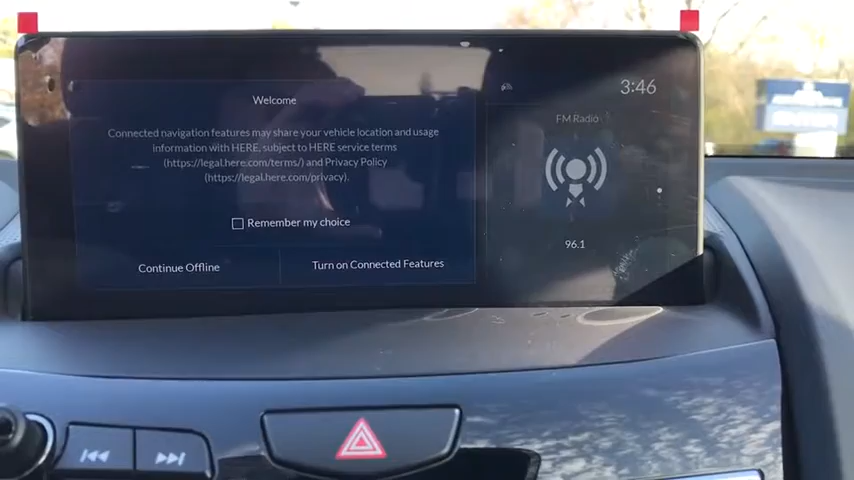 Welcome
Connected navigation features may share your vehicle location and usage
information with HERE, subject to HERE service terms
(https://legal.here.com/terms/) and Privacy Policy
(https://legal.here.com/privacy).
Remember my choice
Continue Offline
Turn on Connected Features
3:46
FM Radio
96.1